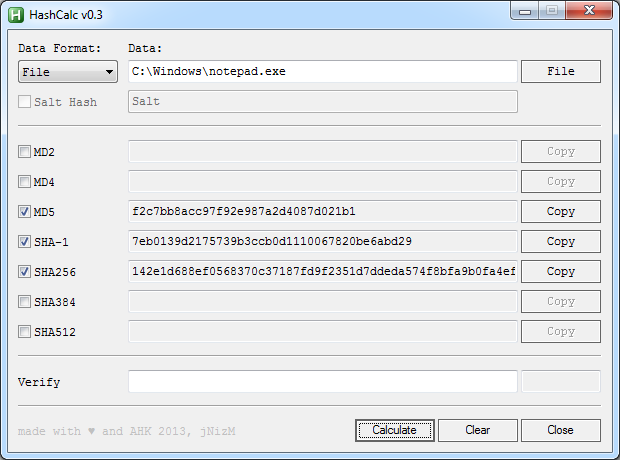 HashCalc v0.3
Data Format: Data:
File C:\Windows\notepad.exe File
Salt Hash Salt
MD2 Copy
MD4 Copy
MD5 f2c7bb8acc97f92e987a2d4087d021b1 Copy
SHA-1 7eb0139d2175739b3ccb0d1110067820be6abd29 Copy
SHA256 142e1d688ef0568370c37187fd9f2351d7ddeda574f8bfa9b0fa4ef Copy
SHA384 Copy
SHA512 Copy
Verify
made with ♥ and AHK 2013, jNizM Calculate Clear Close